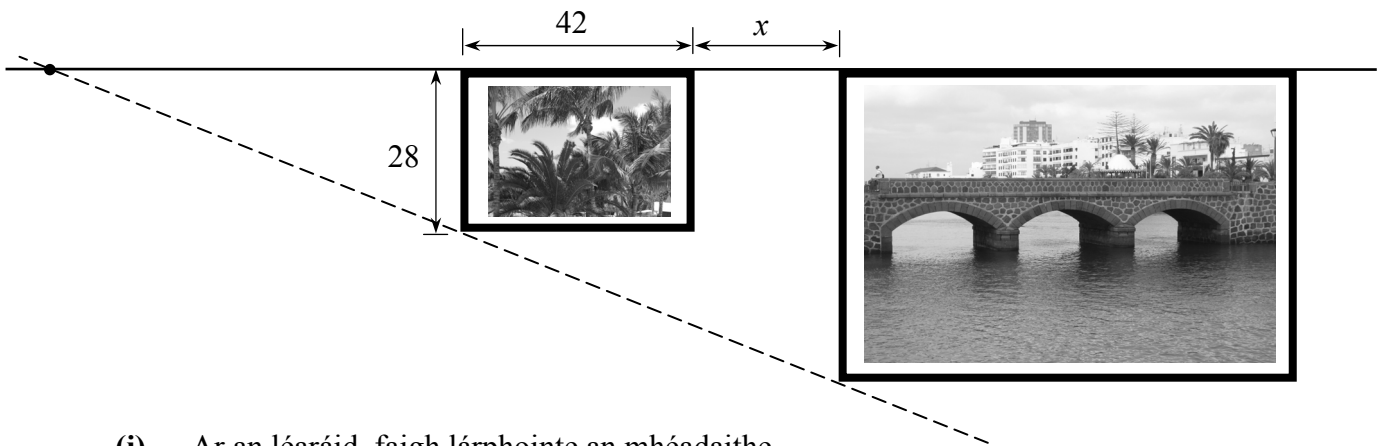 42
x
28
(i) Ar an léaráid, faigh lárphointe an mhéadaithe